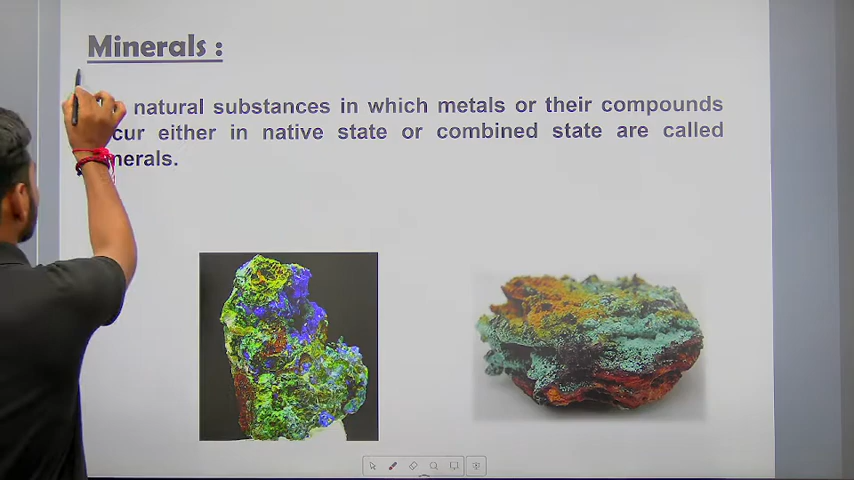 Minerals :
natural substances in which metals or their compounds
either in native state or combined state are called